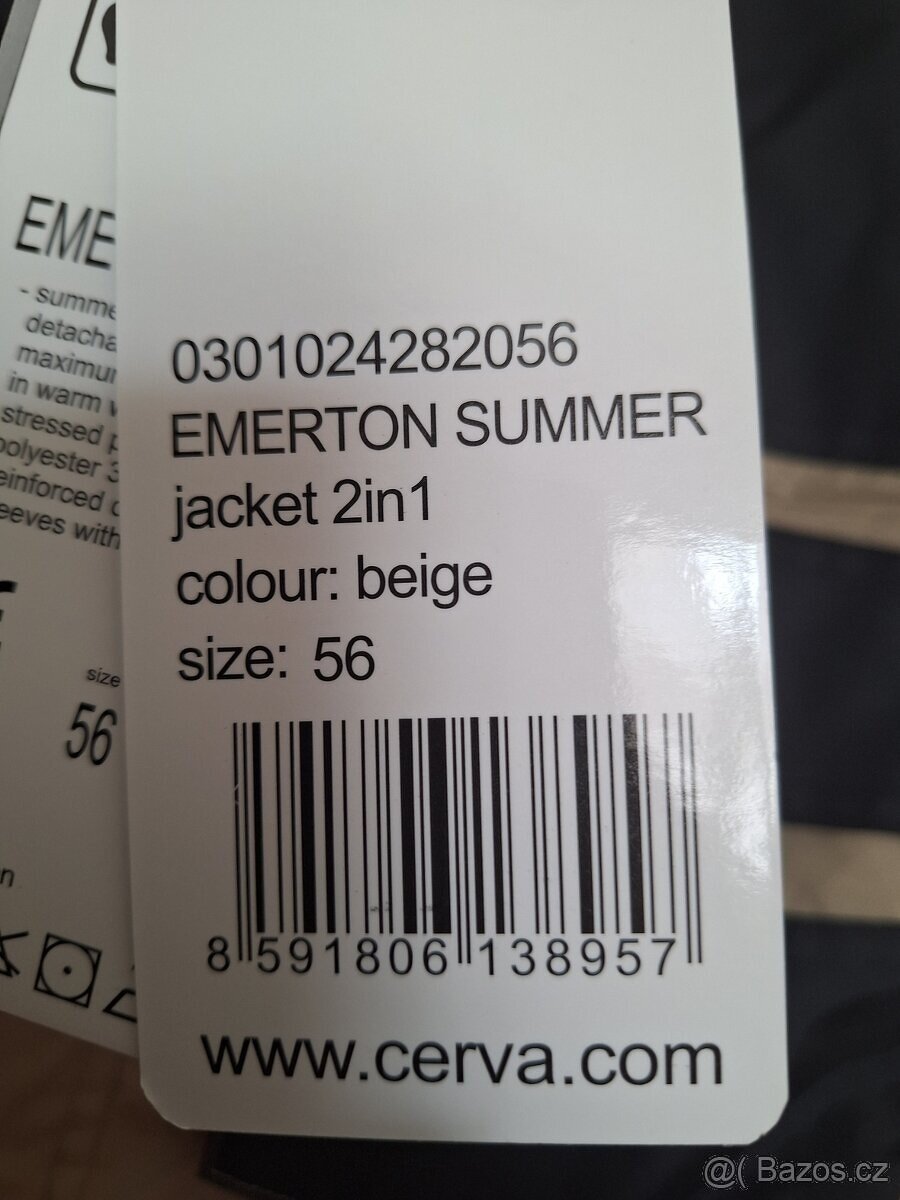 EME
- summe
detacha
maximu
in warm
stressed
polyester 3
einforced
eeves with
size
56
0301024282056
EMERTON SUMMER
jacket 2in1
colour: beige
size: 56
8 591806 138957
www.cerva.com
@( Bazos.cz